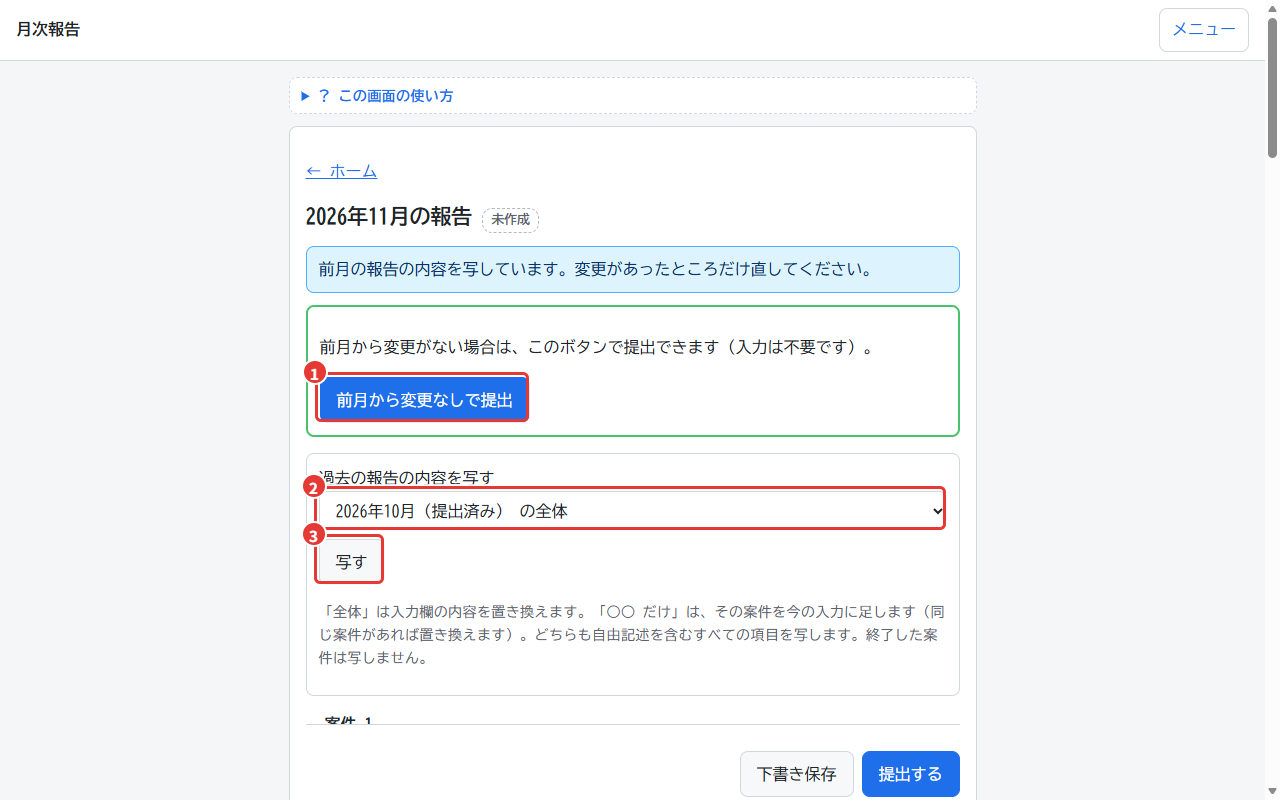 月次報告
メニュー
▶ ? この画面の使い方
← ホーム
2026年11月の報告 未作成
前月の報告の内容を写しています。変更があったところだけ直してください。
前月から変更がない場合は、このボタンで提出できます（入力は不要です）。
1
前月から変更なしで提出
過去の報告の内容を写す
2
2026年10月（提出済み） の全体
3
写す
「全体」は入力欄の内容を置き換えます。「〇〇 だけ」は、その案件を今の入力に足します（同
じ案件があれば置き換えます）。どちらも自由記述を含むすべての項目を写します。終了した案
件は写しません。
案件 1
下書き保存
提出する